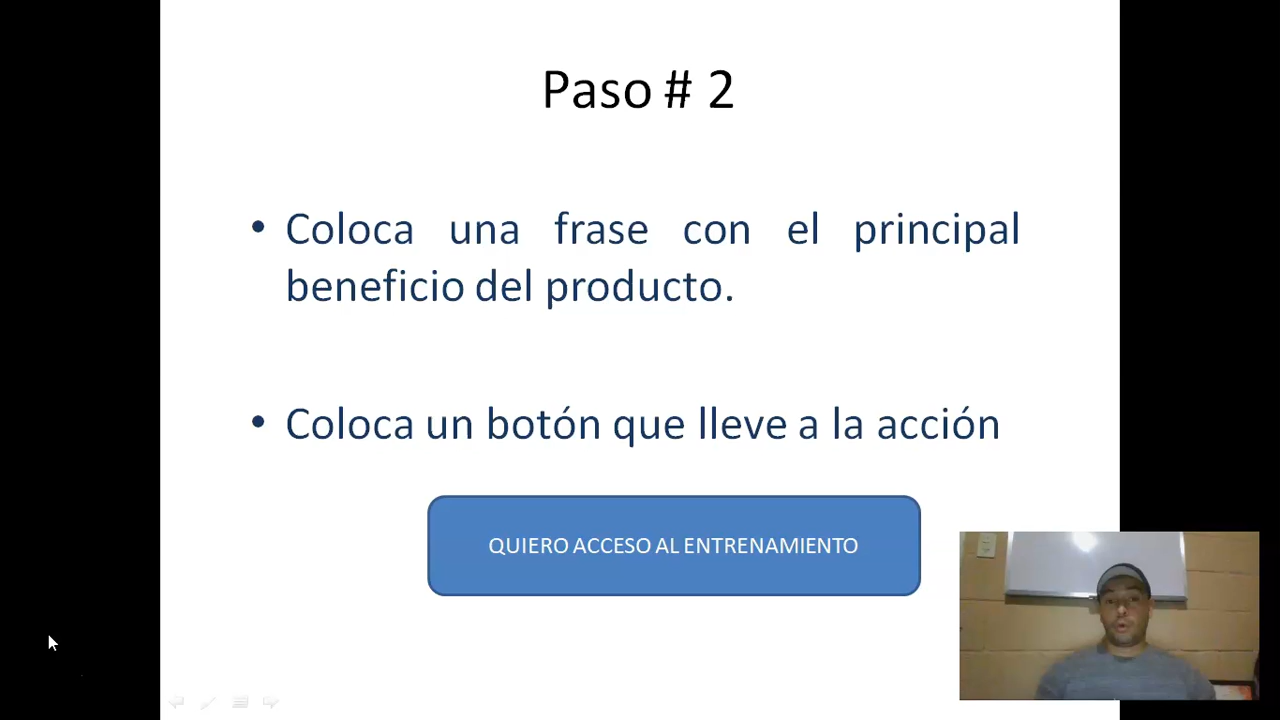 Paso # 2
• Coloca una frase con el principal
beneficio del producto.
• Coloca un botón que lleve a la acción
QUIERO ACCESO AL ENTRENAMIENTO